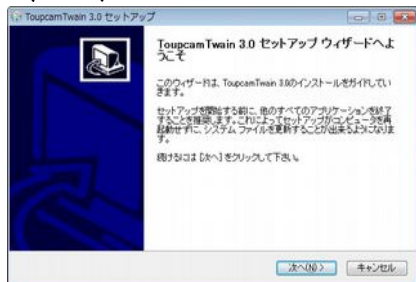 ToupcamTwain 3.0 セットアップ
ToupcamTwain 3.0 セットアップ ウィザードへよ
うこそ
このウィザードは、ToupcamTwain 3.0のインストールをガイドしてい
きます。
セットアップを開始する前に、他のすべてのアプリケーションを終了
することを推奨します。これによってセットアップがコンピュータを再
起動せずに、システム ファイルを更新することが出来るようになりま
す。
続けるには [次へ] をクリックして下さい。
次へ(N) >
キャンセル